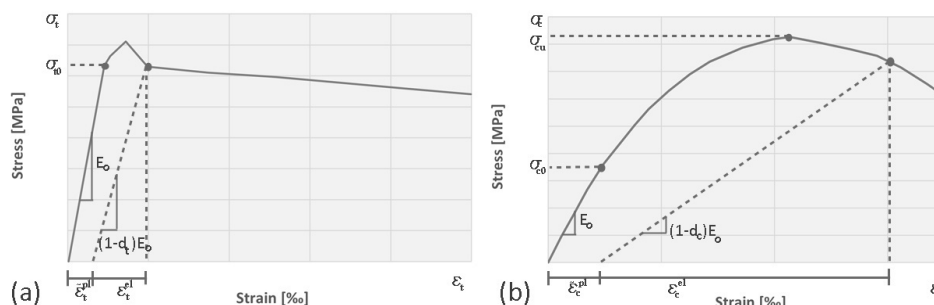 σt
σt0
Stress [MPa]
E₀
(1-dₜ)E₀
(a)
ε̃ₜᵖˡ
εₜᵉˡ
Strain [‰]
εₜ
σc
σcu
σc0
Stress [MPa]
E₀
(1-d꜀)E₀
(b)
ε̃cᵖˡ
εcᵉˡ
Strain [‰]